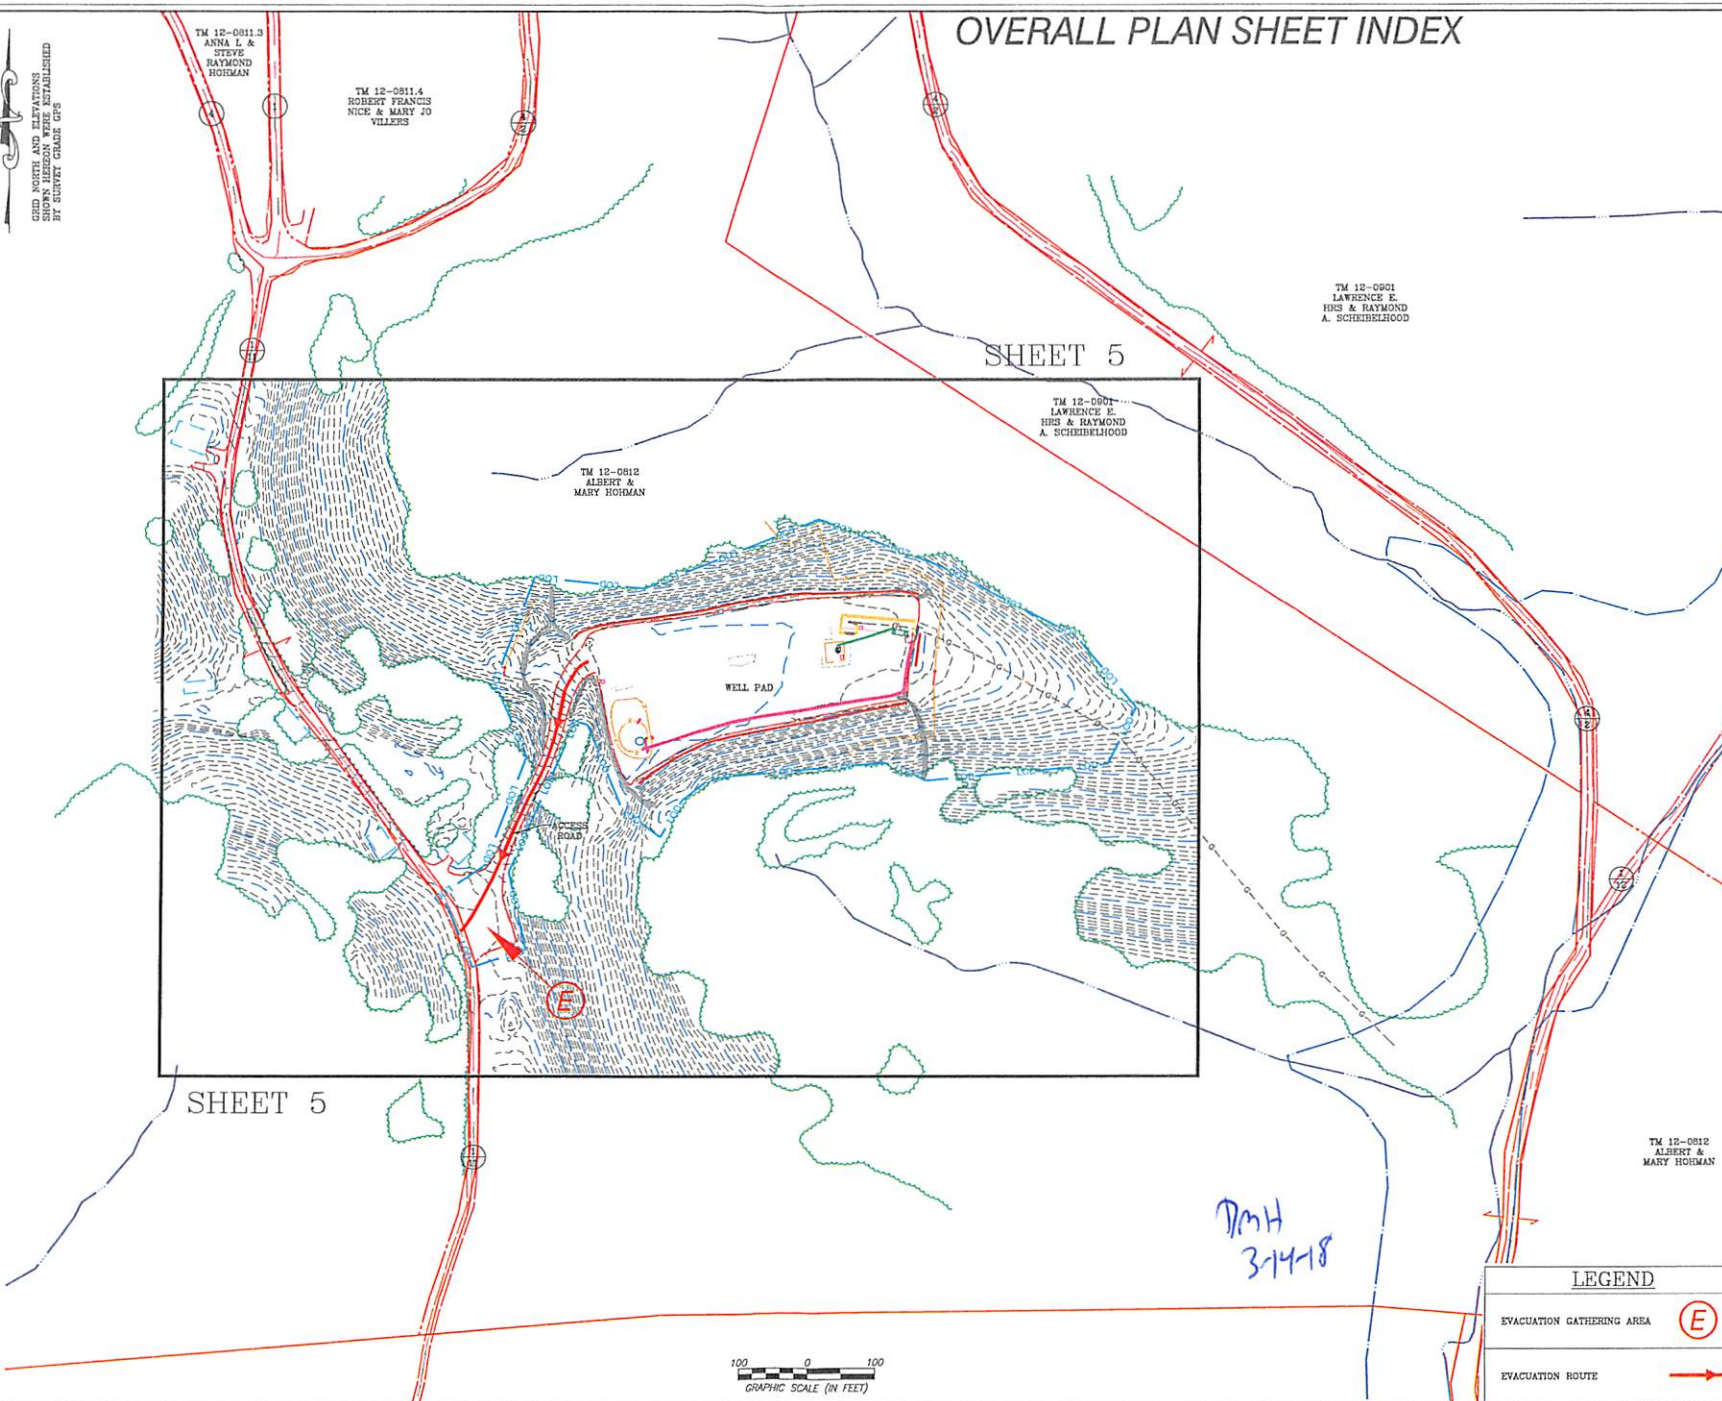 OVERALL PLAN SHEET INDEX
GRID NORTH AND ELEVATIONS
SHOWN HEREON WERE ESTABLISHED
BY SURVEY GRADE GPS
TM 12-0811.3
ANNA L &
STEVE
RAYMOND
HOHMAN
TM 12-0811.4
ROBERT FRANCIS
NICE & MARY JO
VILLERS
4
1
TM 12-0901
LAWRENCE E.
HRS & RAYMOND
A. SCHEIBELHOOD
SHEET 5
TM 12-0901
LAWRENCE E.
HRS & RAYMOND
A. SCHEIBELHOOD
TM 12-0812
ALBERT &
MARY HOHMAN
LOD
LOD
WELL PAD
ACCESS
ROAD
E
SHEET 5
TM 12-0812
ALBERT &
MARY HOHMAN
DMH
3-14-18
LEGEND
EVACUATION GATHERING AREA E
EVACUATION ROUTE
100 0 100
GRAPHIC SCALE (IN FEET)